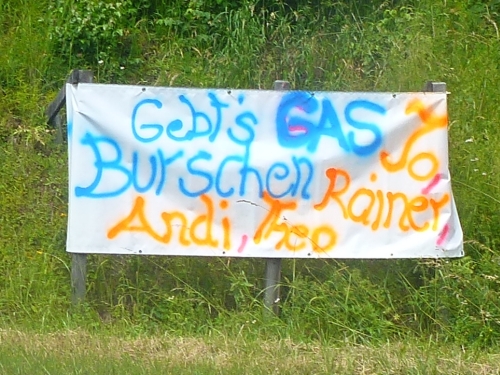 Gebt's GAS
Burschen Jo,
Rainer,
Andi, Theo